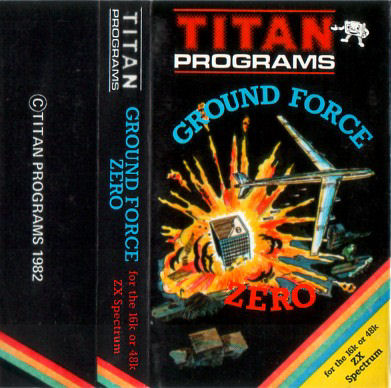 ©TITAN PROGRAMS 1982
TITAN
PROGRAMS
GROUND FORCE
ZERO
for the 16k or 48k
ZX Spectrum
TITAN
PROGRAMS
GROUND FORCE
ZERO
for the 16k or 48k
ZX
Spectrum